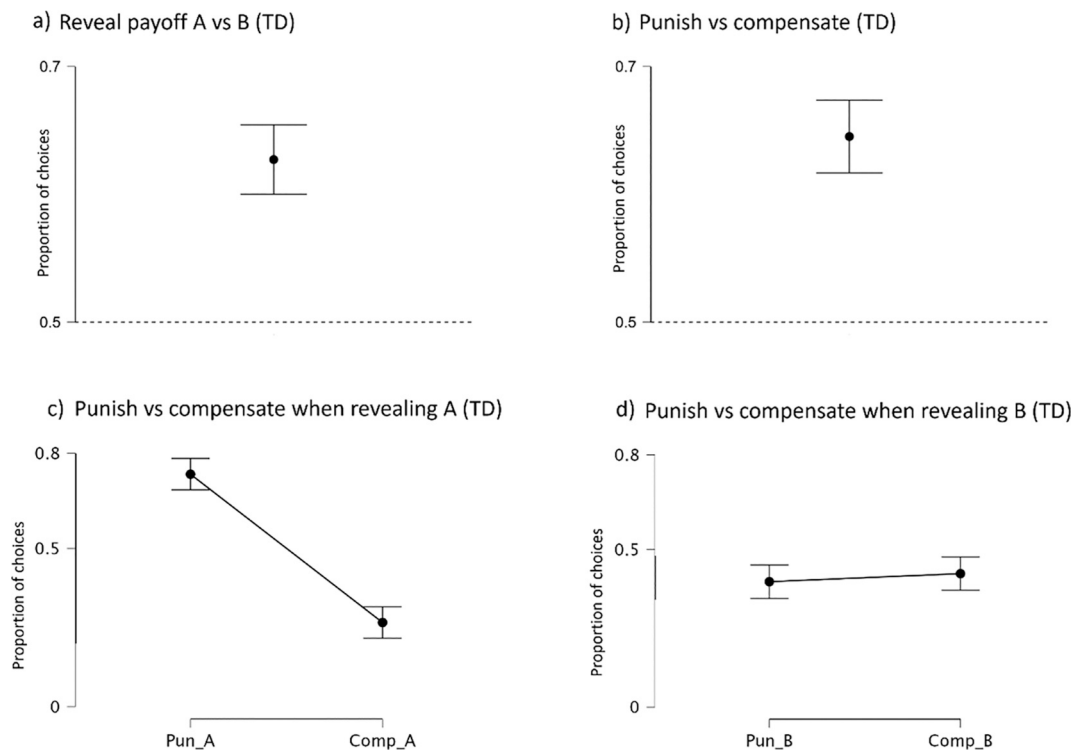 a) Reveal payoff A vs B (TD)
b) Punish vs compensate (TD)
0.7
Proportion of choices
0.5
0.7
Proportion of choices
0.5
c) Punish vs compensate when revealing A (TD)
d) Punish vs compensate when revealing B (TD)
0.8
Proportion of choices
0.5
0
Pun_A
Comp_A
0.8
Proportion of choices
0.5
0
Pun_B
Comp_B